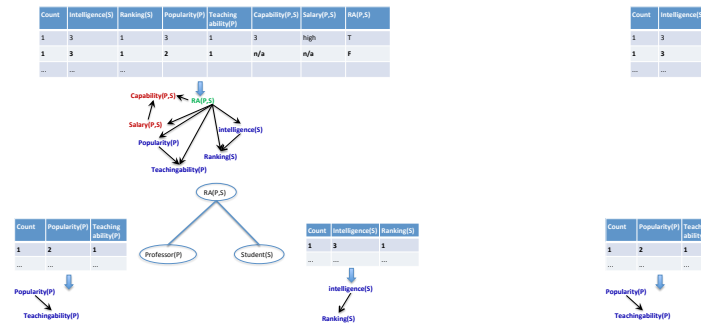 Count Intelligence(S) Ranking(S) Popularity(P) Teaching ability(P) Capability(P,S) Salary(P,S) RA(P,S)
1 3 1 3 1 3 high T
1 3 1 2 1 n/a n/a F
... ... ...
Capability(P,S)
RA(P,S)
Salary(P,S)
intelligence(S)
Popularity(P)
Ranking(S)
Teachingability(P)
RA(P,S)
Professor(P) Student(S)
Count Popularity(P) Teaching ability(P)
1 2 1
... ... ...
Popularity(P)
Teachingability(P)
Count Intelligence(S) Ranking(S)
1 3 1
... ... ...
intelligence(S)
Ranking(S)
Count Intelligence(S
1 3
1 3
... ...
Count Popularity(P)
1 2 1
... ... ...
Popularity(P)
Teachingability(P)